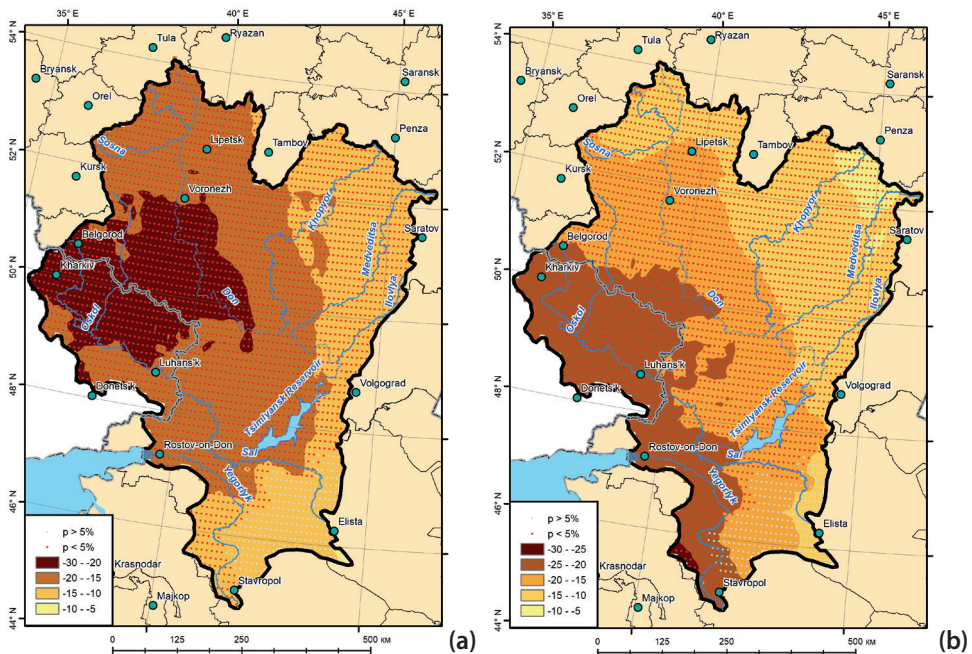 35° E
40° E
45° E
54° N
Tula
Ryazan
Bryansk
Saransk
Orel
Penza
52° N
Sosna
Lipetsk
Tambov
Kursk
Voronezh
Khopyor
Belgorod
Medveditsa
Saratov
50° N
Kharkiv
Oskol
Don
Ilovlya
Luhans'k
48° N
Donets'k
Tsimlyansk Reservoir
Volgograd
Rostov-on-Don
Sal
Yegorlyk
46° N
Elista
p > 5%
p < 5%
-30 - -20
-20 - -15
-15 - -10
-10 - -5
Krasnodar
Stavropol
Majkop
44° N
0 125 250 500 км
(a)
35° E
40° E
45° E
54° N
Tula
Ryazan
Bryansk
Saransk
Orel
Penza
52° N
Sosna
Lipetsk
Tambov
Kursk
Voronezh
Khopyor
Belgorod
Medveditsa
Saratov
50° N
Kharkiv
Oskol
Don
Ilovlya
Luhans'k
48° N
Donets'k
Tsimlyansk Reservoir
Volgograd
Rostov-on-Don
Sal
Yegorlyk
46° N
Elista
p > 5%
p < 5%
-30 - -25
-25 - -20
-20 - -15
-15 - -10
-10 - -5
Krasnodar
Stavropol
Majkop
44° N
0 125 250 500 км
(b)